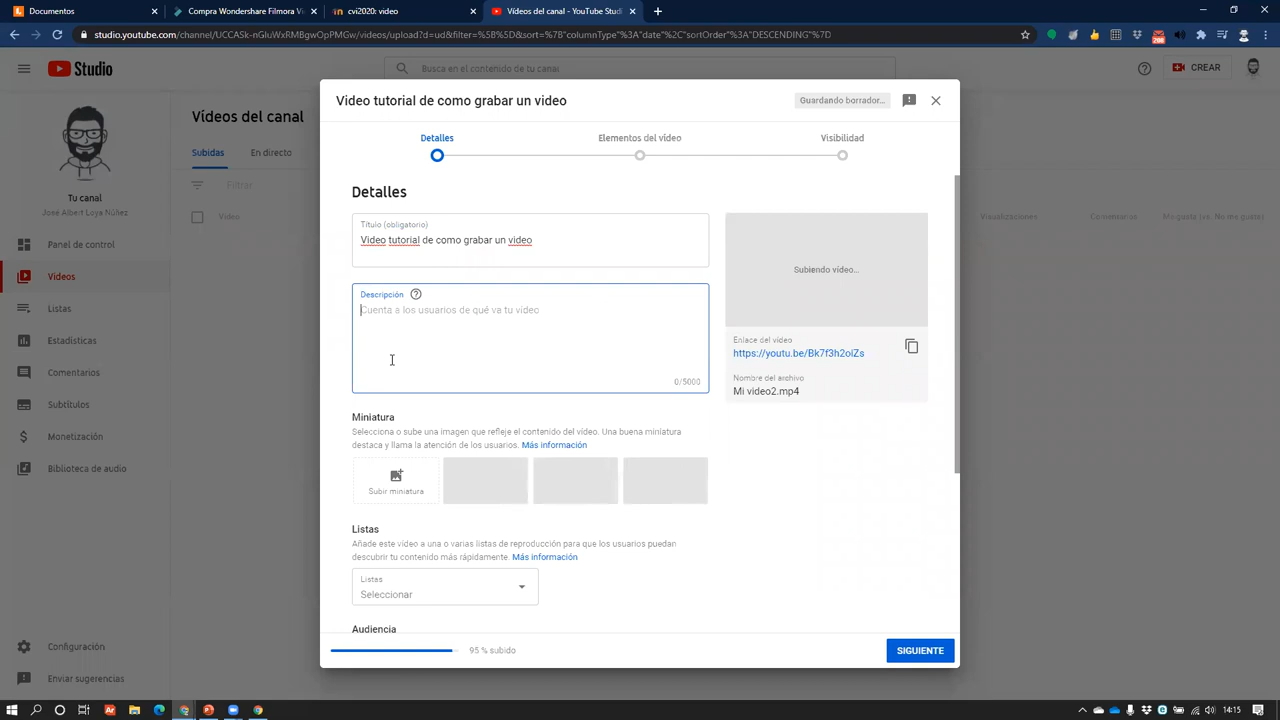 Documentos
Comprar Wondershare Filmora Vi
cvi2020
Mis vídeos - YouTube Studio
studio.youtube.com/channel/UCCASk-nGIuWxRMBgwOpPMGw/videos/upload?d=ud&filter=%5B%5D&sort=%7B"columnType"%3A"date"%2C"sortOrder"%3A"DESCENDING"%7D
208
Studio
Busca en el contenido de tu canal
CREAR
Vídeos del canal
Subidas
En directo
Filtrar
Vídeo
Visualizaciones
Comentarios
Me gusta (vs. No me gusta)
Tu canal
José Albert Loya Núñez
Panel de control
Vídeos
Listas
Estadísticas
Comentarios
Subtítulos
Monetización
Biblioteca de audio
Configuración
Enviar sugerencias
Video tutorial de como grabar un video
Guardando borrador...
Detalles
Elementos del vídeo
Visibilidad
Detalles
Título (obligatorio)
Video tutorial de como grabar un video
Descripción
Cuenta a los usuarios de qué va tu vídeo
0/5000
Subiendo vídeo...
Enlace del vídeo
https://youtu.be/Bk7f3h2oiZs
Nombre del archivo
Mi video2.mp4
Miniatura
Selecciona o sube una imagen que refleje el contenido del vídeo. Una buena miniatura
destaca y llama la atención de los usuarios. Más información
Subir miniatura
Listas
Añade este vídeo a una o varias listas de reproducción para que los usuarios puedan
descubrir tu contenido más rápidamente. Más información
Listas
Seleccionar
Audiencia
95 % subido
SIGUIENTE
14:15